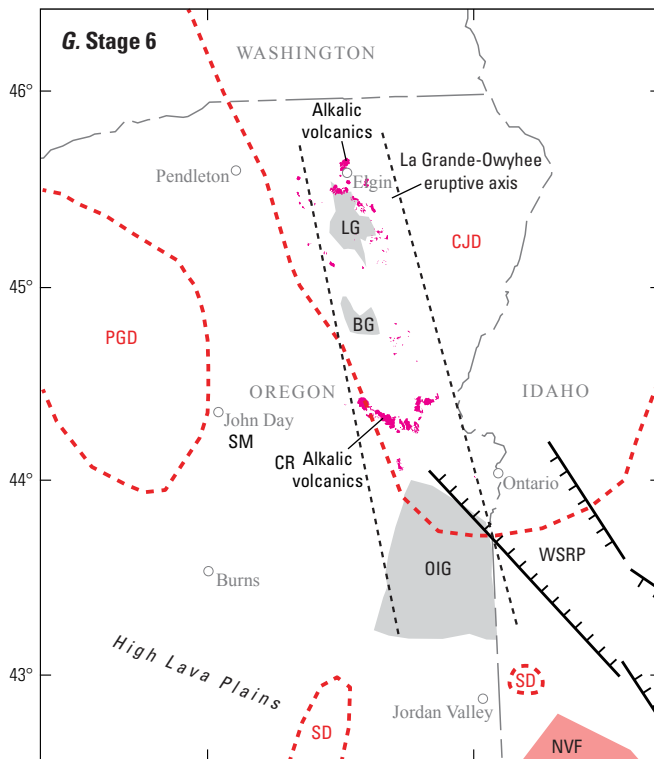 G. Stage 6
WASHINGTON
46°
Alkalic
volcanics
Pendleton
Elgin
La Grande-Owyhee
eruptive axis
LG
CJD
45°
BG
PGD
OREGON
IDAHO
John Day
SM
CR
Alkalic
volcanics
44°
Ontario
WSRP
OIG
Burns
High Lava Plains
43°
SD
Jordan Valley
SD
NVF